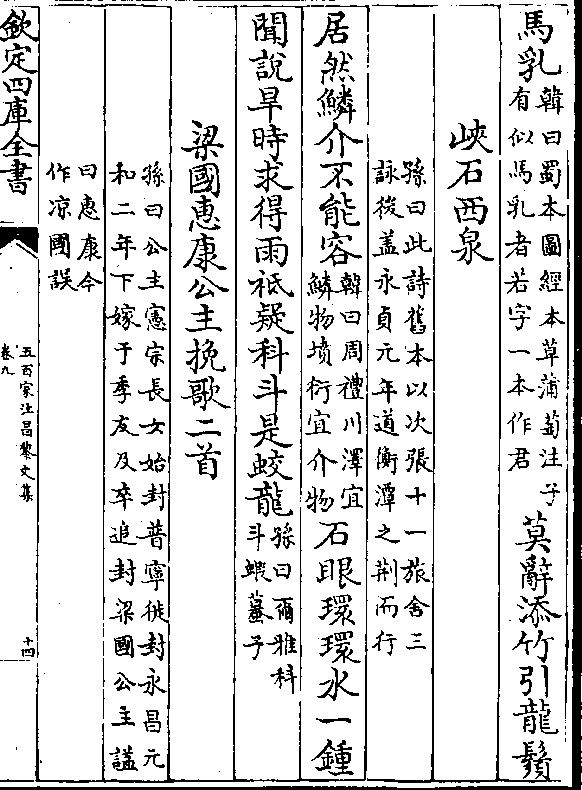 馬乳韓曰蜀本圖經本草蒲萄注子
有似馬乳者若字一本作君莫辭添竹引龍鬚
峽石西泉
孫曰此詩舊本以次張十一旅舍三
詠後蓋永貞元年道衡潭之荆而行
居然鱗介不能容韓曰周禮川澤宜
鱗物墳衍宜介物石眼環環水一鍾
聞說旱時求得雨祗疑科斗是蛟龍孫曰爾雅科
斗蝦蟇子
梁國惠康公主挽歌二首
孫曰公主憲宗長女始封普寧徙封永昌元
和二年下嫁于季友及卒追封梁國公主謚
曰惠康今
作凉國誤
欽定四庫全書
五百家注昌黎文集
卷九
十四